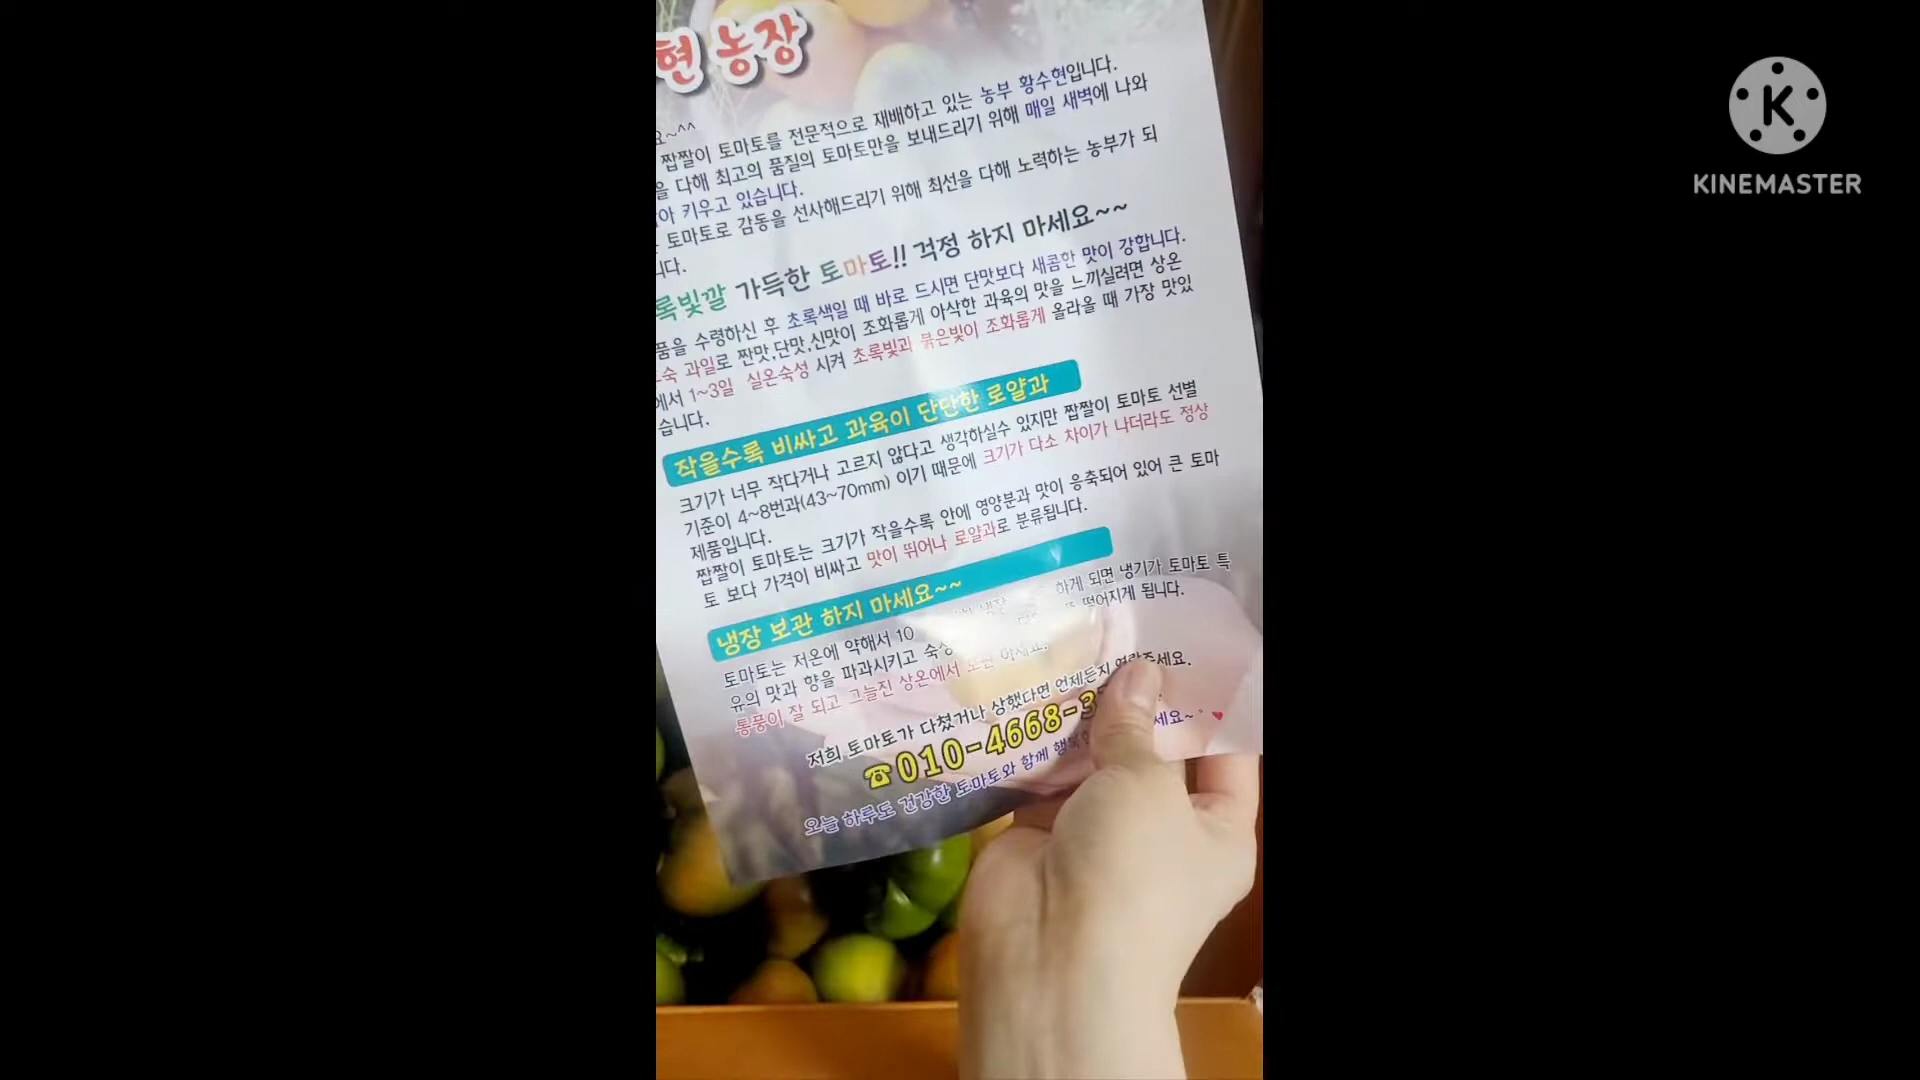 현 농장
요~^^
짭짤이 토마토를 전문적으로 재배하고 있는 농부 황수현입니다.
을 다해 최고의 품질의 토마토만을 보내드리기 위해 매일 새벽에 나와
아 키우고 있습니다.
토마토로 감동을 선사해드리기 위해 최선을 다해 노력하는 농부가 되
니다.
록빛깔 가득한 토마토!! 걱정 하지 마세요~~
품을 수령하신 후 초록색일 때 바로 드시면 단맛보다 새콤한 맛이 강합니다.
숙 과일로 짠맛,단맛,신맛이 조화롭게 아삭한 과육의 맛을 느끼실려면 상온
에서 1~3일 실온숙성 시켜 초록빛과 붉은빛이 조화롭게 올라올 때 가장 맛있
습니다.
작을수록 비싸고 과육이 단단한 로얄과
크기가 너무 작다거나 고르지 않다고 생각하실수 있지만 짭짤이 토마토 선별
기준이 4~8번과(43~70mm) 이기 때문에 크기가 다소 차이가 나더라도 정상
제품입니다.
짭짤이 토마토는 크기가 작을수록 안에 영양분과 맛이 응축되어 있어 큰 토마
토 보다 가격이 비싸고 맛이 뛰어나 로얄과로 분류됩니다.
냉장 보관 하지 마세요~~
토마토는 저온에 약해서 10 하게 되면 냉기가 토마토 특
유의 맛과 향을 파과시키고 숙성 떨어지게 됩니다.
통풍이 잘 되고 그늘진 상온에서 보관 하세요.
저희 토마토가 다쳤거나 상했다면 언제든지 연락주세요.
☎010-4668-3
오늘 하루도 건강한 토마토와 함께 세요~ ♥
KINEMASTER